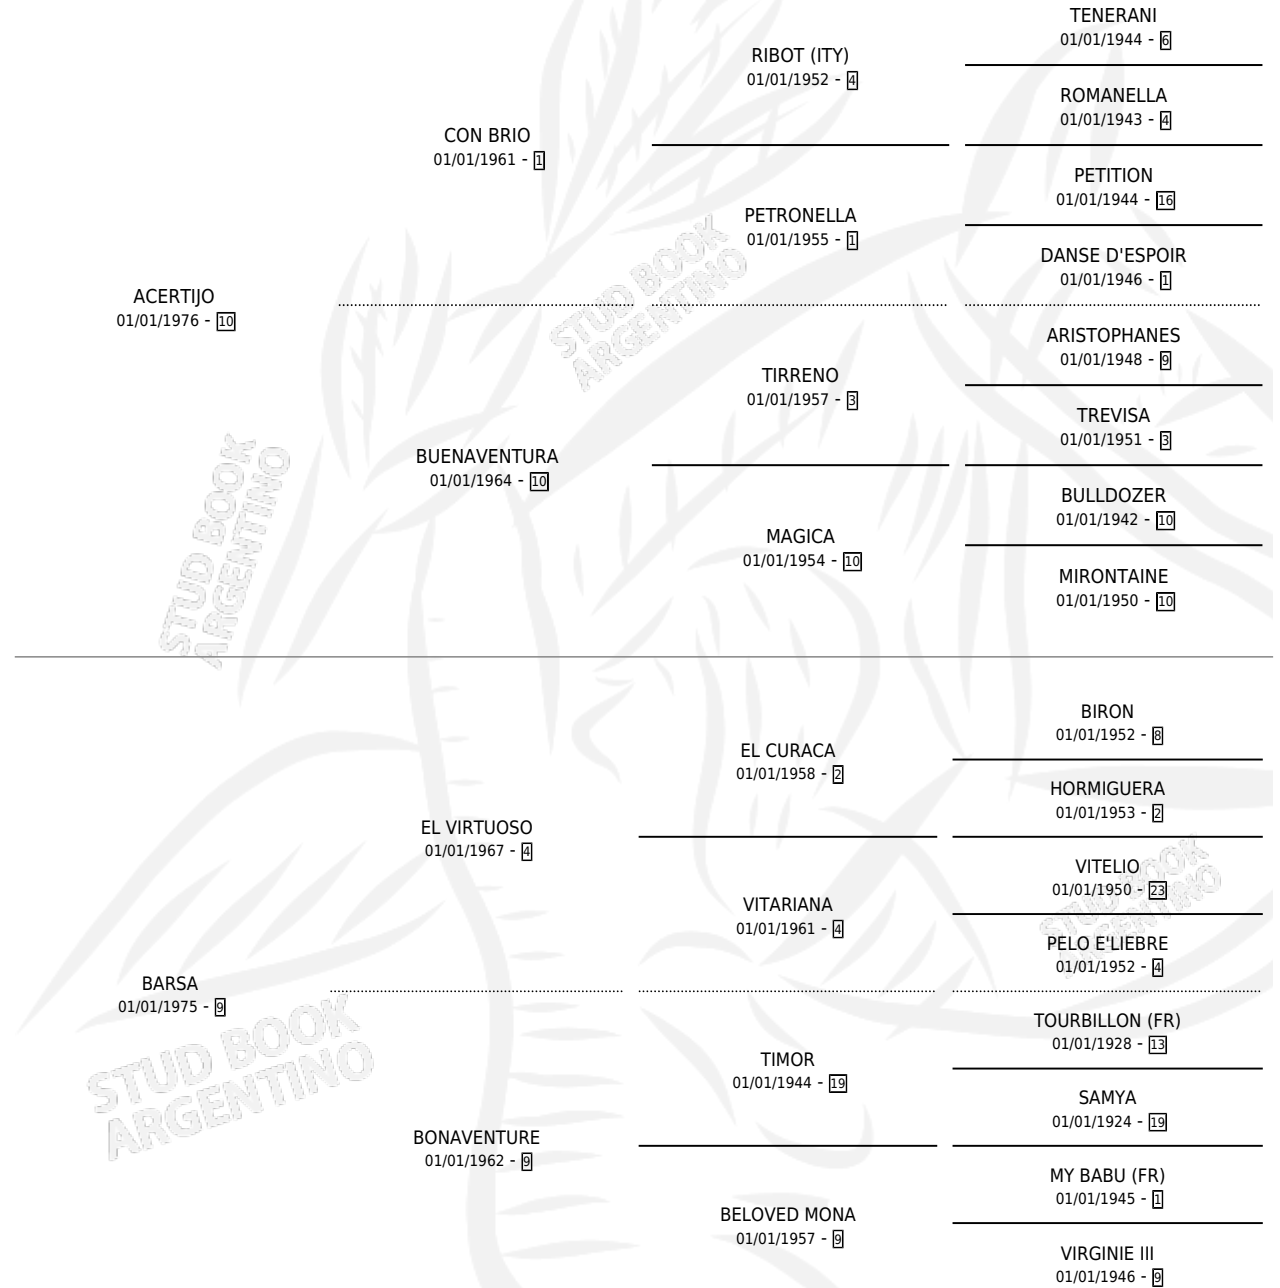 TENERANI
01/01/1944 - 6
RIBOT (ITY)
01/01/1952 - 4
ROMANELLA
01/01/1943 - 4
CON BRIO
01/01/1961 - 1
PETITION
01/01/1944 - 16
PETRONELLA
01/01/1955 - 1
DANSE D'ESPOIR
01/01/1946 - 1
ACERTIJO
01/01/1976 - 10
ARISTOPHANES
01/01/1948 - 9
TIRRENO
01/01/1957 - 3
TREVISA
01/01/1951 - 3
BUENAVENTURA
01/01/1964 - 10
BULLDOZER
01/01/1942 - 10
MAGICA
01/01/1954 - 10
MIRONTAINE
01/01/1950 - 10
BIRON
01/01/1952 - 8
EL CURACA
01/01/1958 - 2
HORMIGUERA
01/01/1953 - 2
EL VIRTUOSO
01/01/1967 - 4
VITELIO
01/01/1950 - 23
VITARIANA
01/01/1961 - 4
PELO E'LIEBRE
01/01/1952 - 4
BARSA
01/01/1975 - 9
TOURBILLON (FR)
01/01/1928 - 13
TIMOR
01/01/1944 - 19
SAMYA
01/01/1924 - 19
BONAVENTURE
01/01/1962 - 9
MY BABU (FR)
01/01/1945 - 1
BELOVED MONA
01/01/1957 - 9
VIRGINIE III
01/01/1946 - 9
STUD BOOK
ARGENTINO
STUD BOOK
ARGENTINO
STUD BOOK
ARGENTINO
STUD BOOK
ARGENTINO